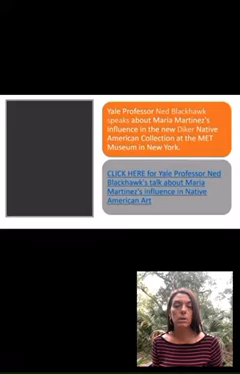 Yale Professor Ned Blackhawk
speaks about Maria Martinez's
influence in the new Diker Native
American Collection at the MET
Museum in New York.
CLICK HERE for Yale Professor Ned
Blackhawk's talk about Maria
Martinez's influence in Native
American Art